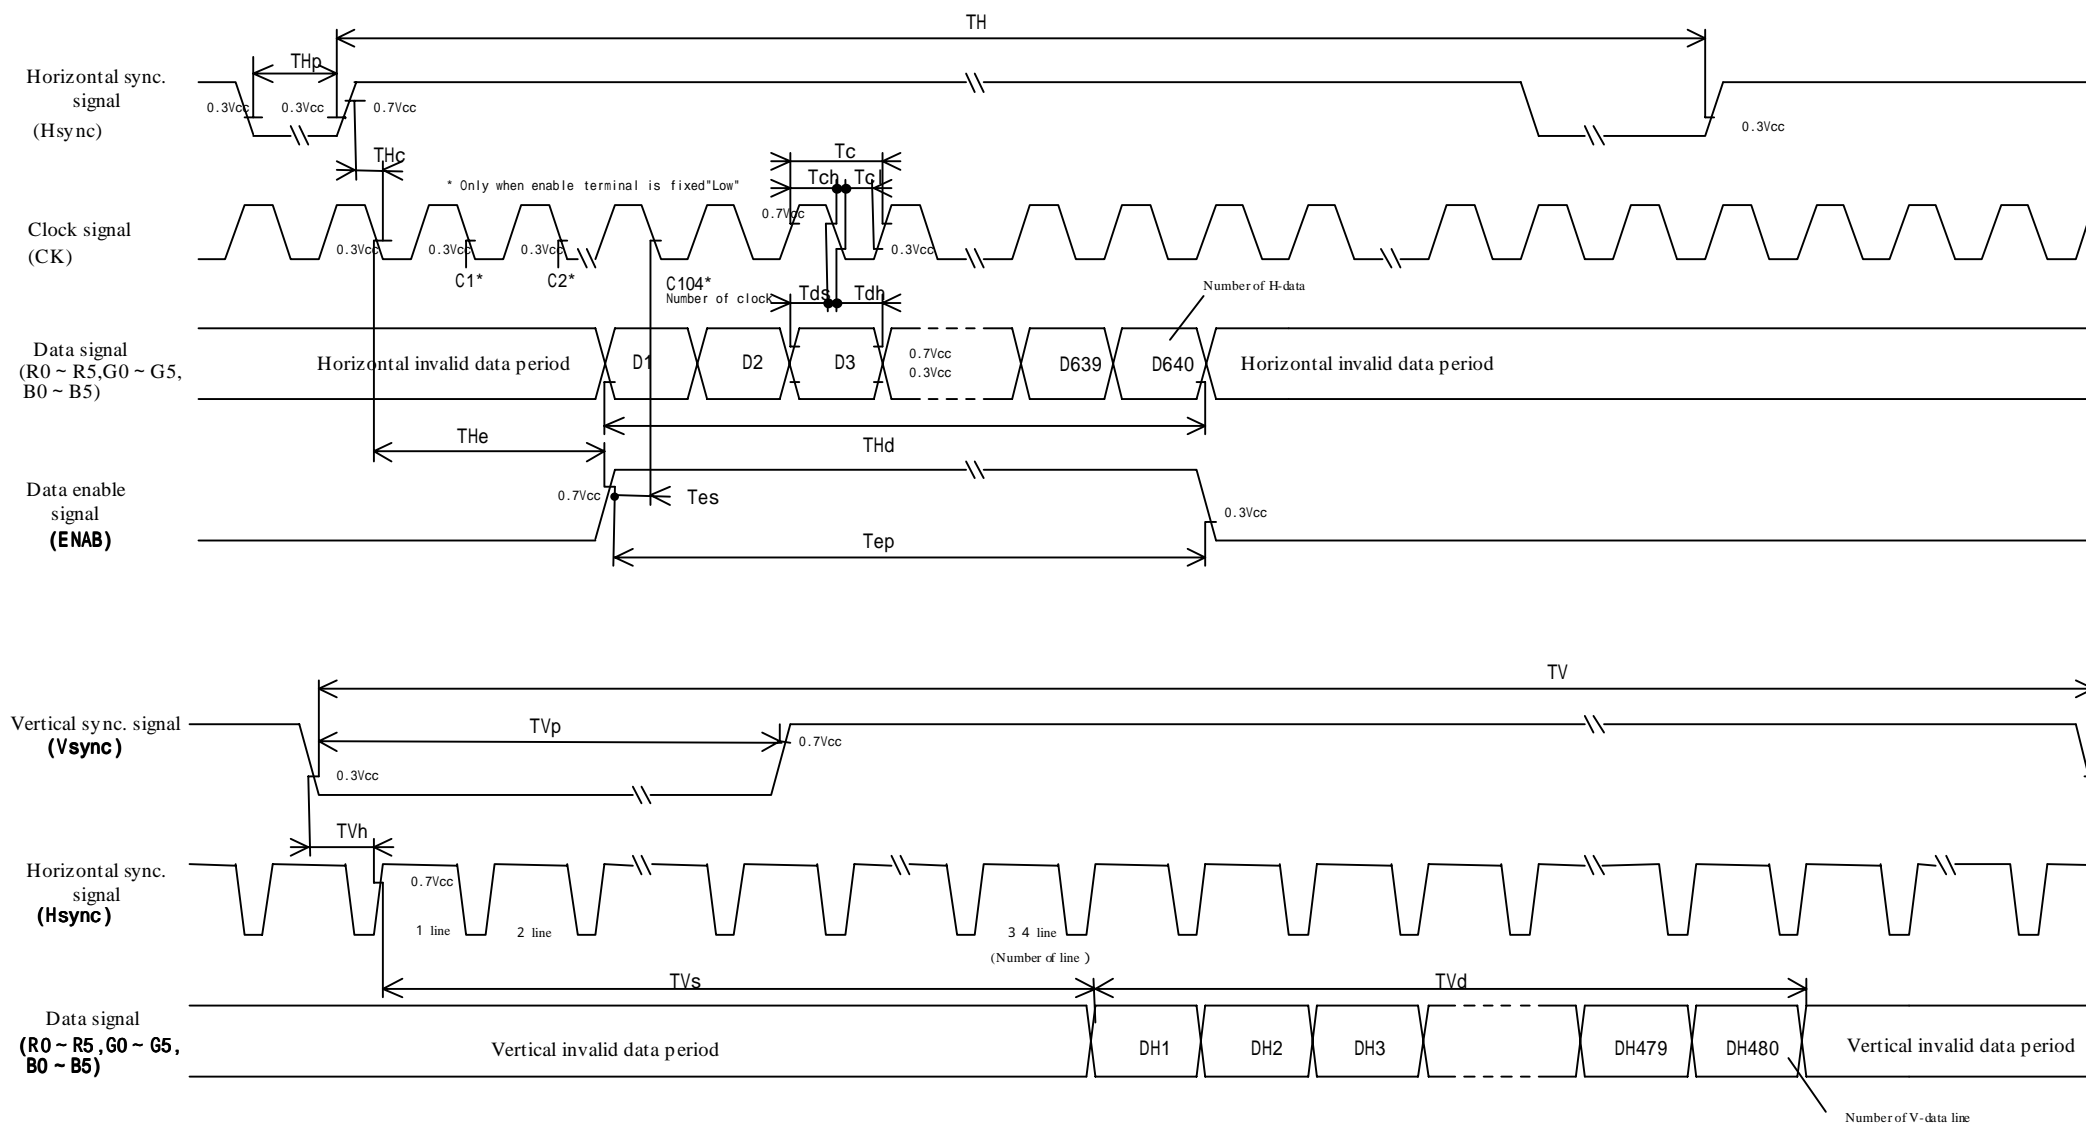 TH
THp
Horizontal sync.
signal
(Hsync)
0.3Vcc
0.3Vcc
0.7Vcc
0.3Vcc
THc
Tc
* Only when enable terminal is fixed"Low"
Tch
Tcl
0.7Vcc
Clock signal
(CK)
0.3Vcc
0.3Vcc
0.3Vcc
0.3Vcc
C1*
C2*
C104*
Number of clock
Tds
Tdh
Number of H-data
Data signal
(R0 ~ R5,G0 ~ G5,
B0 ~ B5)
Horizontal invalid data period
D1
D2
D3
0.7Vcc
0.3Vcc
D639
D640
Horizontal invalid data period
THe
THd
Data enable
signal
(ENAB)
0.7Vcc
Tes
0.3Vcc
Tep
TV
Vertical sync. signal
(Vsync)
TVp
0.7Vcc
0.3Vcc
TVh
Horizontal sync.
signal
(Hsync)
0.7Vcc
1 line
2 line
3 4 line
(Number of line )
TVs
TVd
Data signal
(R0 ~ R5,G0 ~ G5,
B0 ~ B5)
Vertical invalid data period
DH1
DH2
DH3
DH479
DH480
Vertical invalid data period
Number of V-data line